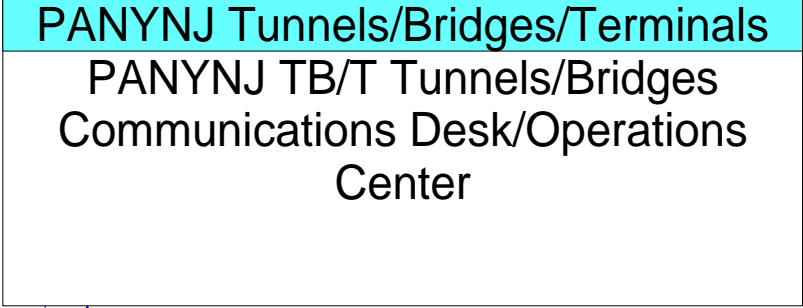 PANYNJ Tunnels/Bridges/Terminals
PANYNJ TB/T Tunnels/Bridges
Communications Desk/Operations
Center